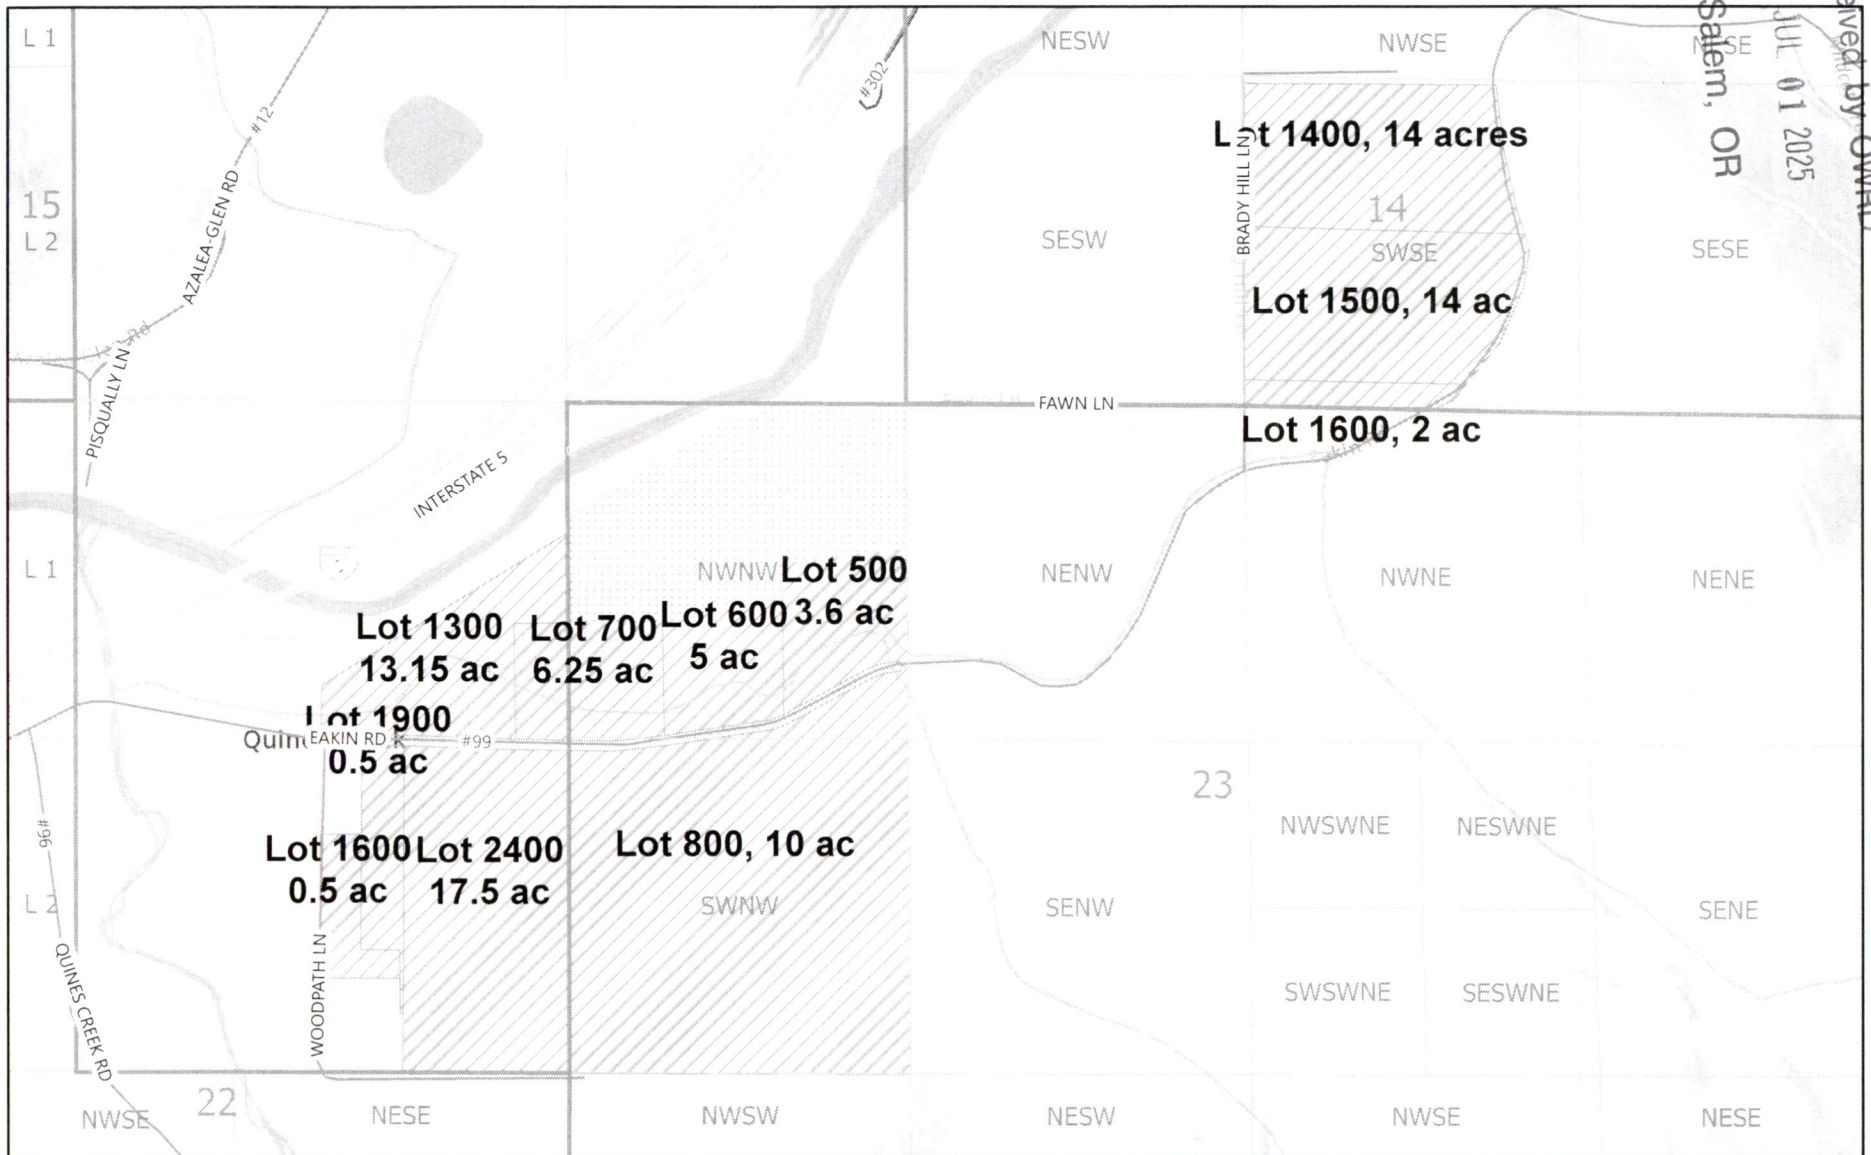 L 1
NESW
NWSE
Salem, OR
JUL 01 2025
#302
#12
Lot 1400, 14 acres
BRADY HILL LN
15
L 2
AZALEA-GLEN RD
14
SESW
SWSE
SESE
Lot 1500, 14 ac
Rd
PISQUALLY LN
FAWN LN
Lot 1600, 2 ac
INTERSTATE 5
L 1
NWNW
Lot 500
3.6 ac
NENW
NWNE
NENE
Lot 1300
13.15 ac
Lot 700
6.25 ac
Lot 600
5 ac
Lot 1900
0.5 ac
EAKIN RD
#99
23
#96
NWSWNE
NESWNE
Lot 1600
0.5 ac
Lot 2400
17.5 ac
Lot 800, 10 ac
L 2
SWNW
SENW
SENE
QUINES CREEK RD
WOODPATH LN
SWSWNE
SESWNE
22
NWSE
NESE
NWSW
NESW
NWSE
NESE